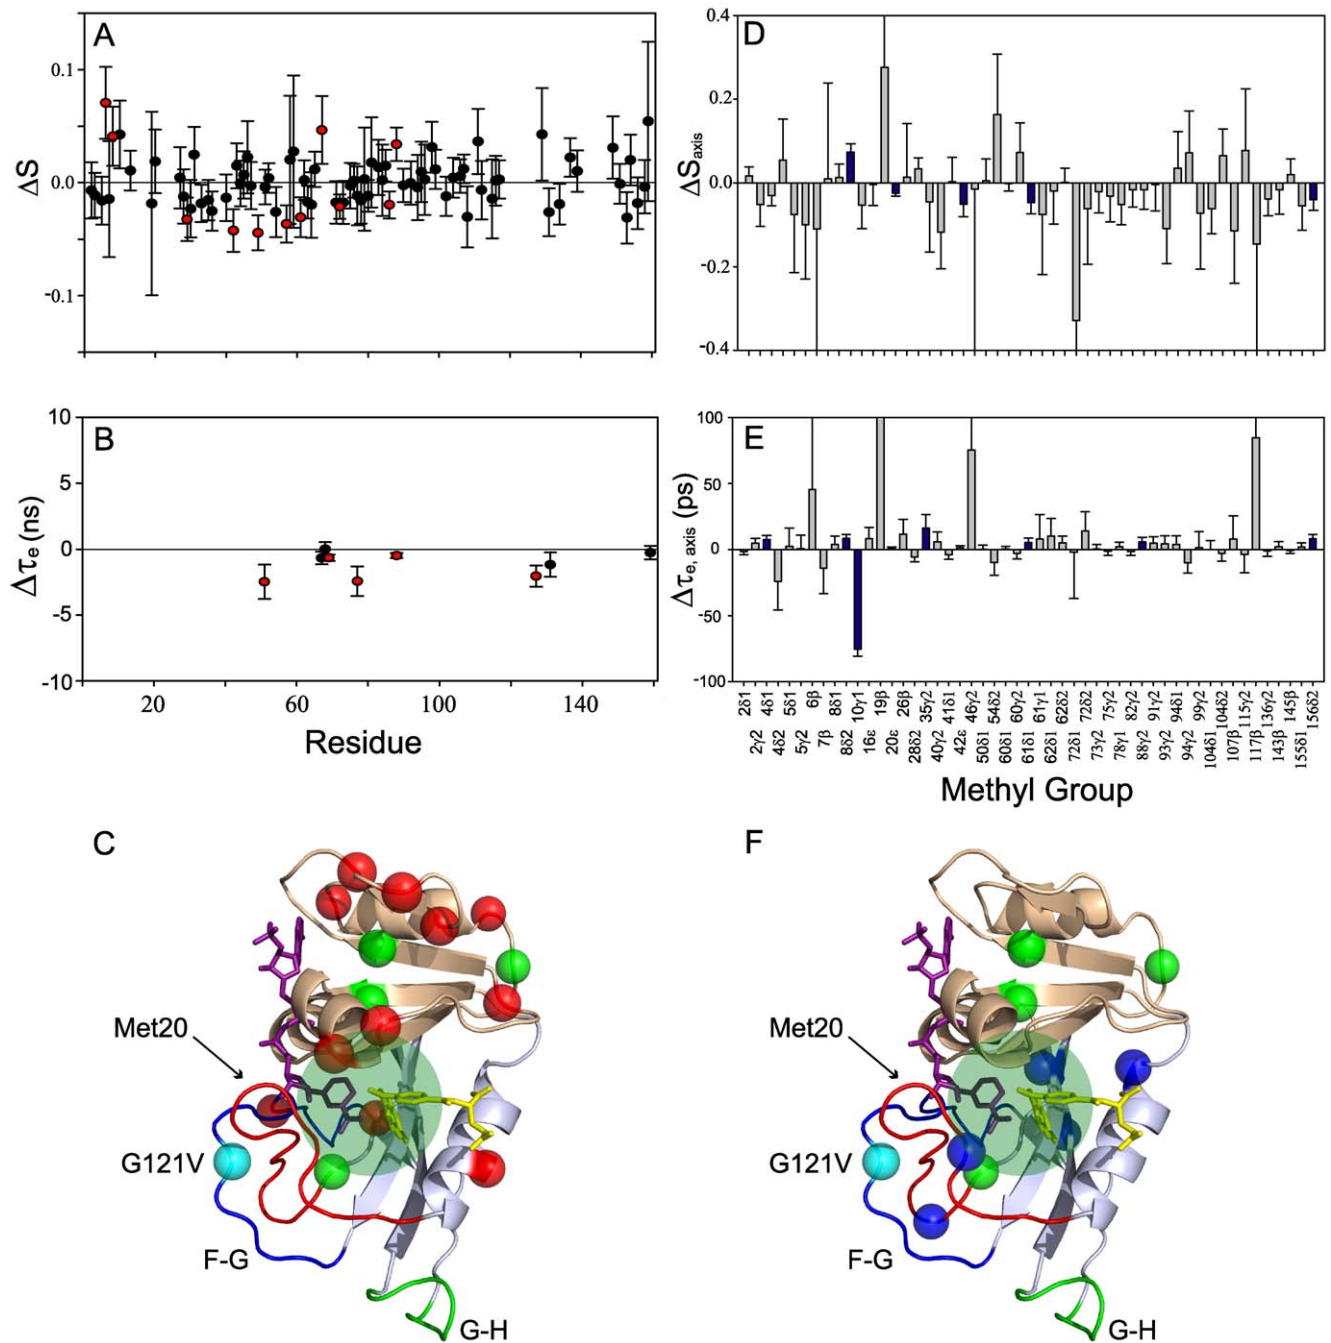 A
0.1
0.0
-0.1
ΔS
D
0.4
0.2
0.0
-0.2
-0.4
ΔSaxis
B
10
5
0
-5
-10
Δτe (ns)
20
60
100
140
Residue
E
100
50
0
-50
-100
Δτe, axis (ps)
2δ1
2γ2
4δ1
4δ2
5δ1
5γ2
6β
7β
8δ1
8δ2
10γ1
16ε
19β
20ε
26β
28δ2
35γ2
40γ2
41δ1
42ε
46γ2
50δ1
54δ2
60δ1
60γ2
61δ1
61γ1
62δ1
62δ2
72δ1
72δ2
73γ2
75γ2
78γ1
82γ2
88γ2
91γ2
93γ2
94δ1
94γ2
99γ2
104δ1
104δ2
107β
115γ2
117β
136γ2
143β
145β
155δ1
156δ2
Methyl Group
C
Met20
G121V
F-G
G-H
F
Met20
G121V
F-G
G-H